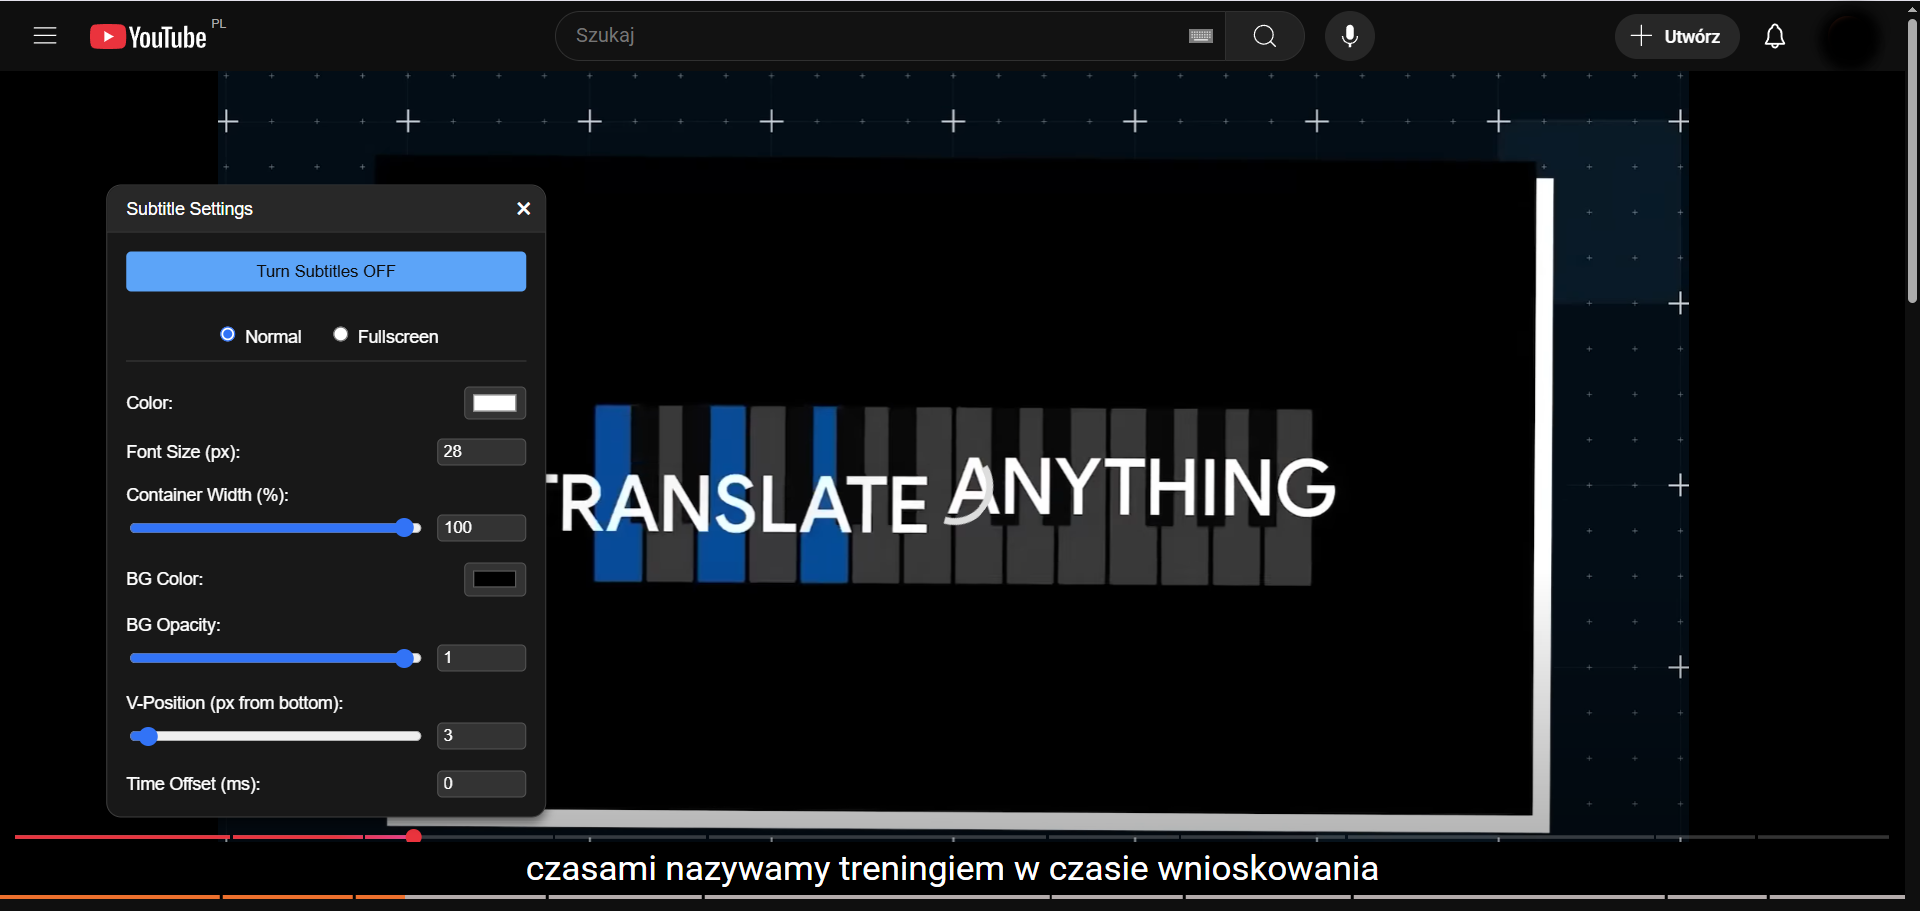 YouTube PL
Szukaj
Utwórz
Subtitle Settings
Turn Subtitles OFF
Normal Fullscreen
Color:
Font Size (px): 28
Container Width (%):
100
BG Color:
BG Opacity:
1
V-Position (px from bottom):
3
Time Offset (ms): 0
TRANSLATE ANYTHING
czasami nazywamy treningiem w czasie wnioskowania